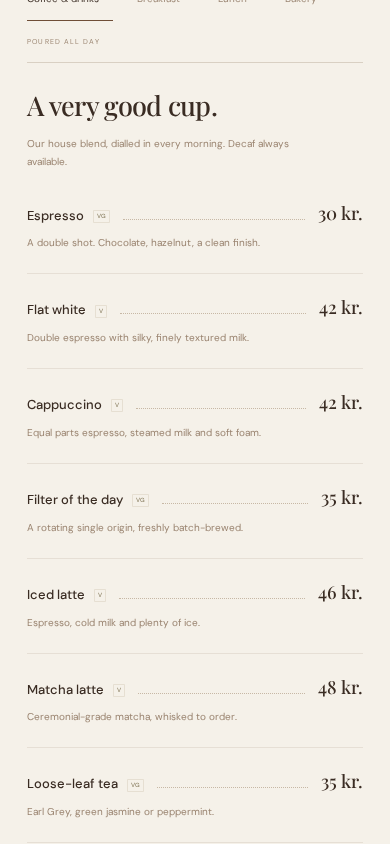 Coffee & drinks Breakfast Lunch Bakery
POURED ALL DAY
A very good cup.
Our house blend, dialled in every morning. Decaf always
available.
Espresso VG 30 kr.
A double shot. Chocolate, hazelnut, a clean finish.
Flat white V 42 kr.
Double espresso with silky, finely textured milk.
Cappuccino V 42 kr.
Equal parts espresso, steamed milk and soft foam.
Filter of the day VG 35 kr.
A rotating single origin, freshly batch-brewed.
Iced latte V 46 kr.
Espresso, cold milk and plenty of ice.
Matcha latte V 48 kr.
Ceremonial-grade matcha, whisked to order.
Loose-leaf tea VG 35 kr.
Earl Grey, green jasmine or peppermint.